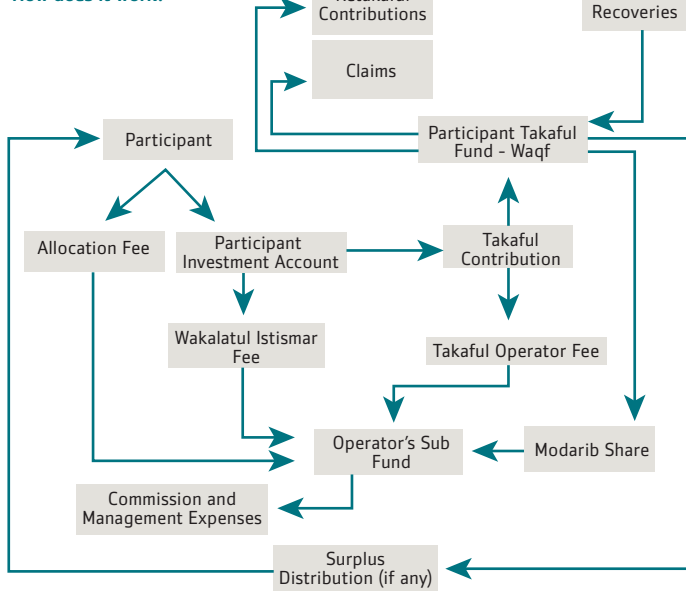 Contributions
Recoveries
Claims
Participant
Participant Takaful
Fund - Waqf
Allocation Fee
Participant
Investment Account
Takaful
Contribution
Wakalatul Istismar
Fee
Takaful Operator Fee
Operator's Sub
Fund
Modarib Share
Commission and
Management Expenses
Surplus
Distribution (if any)